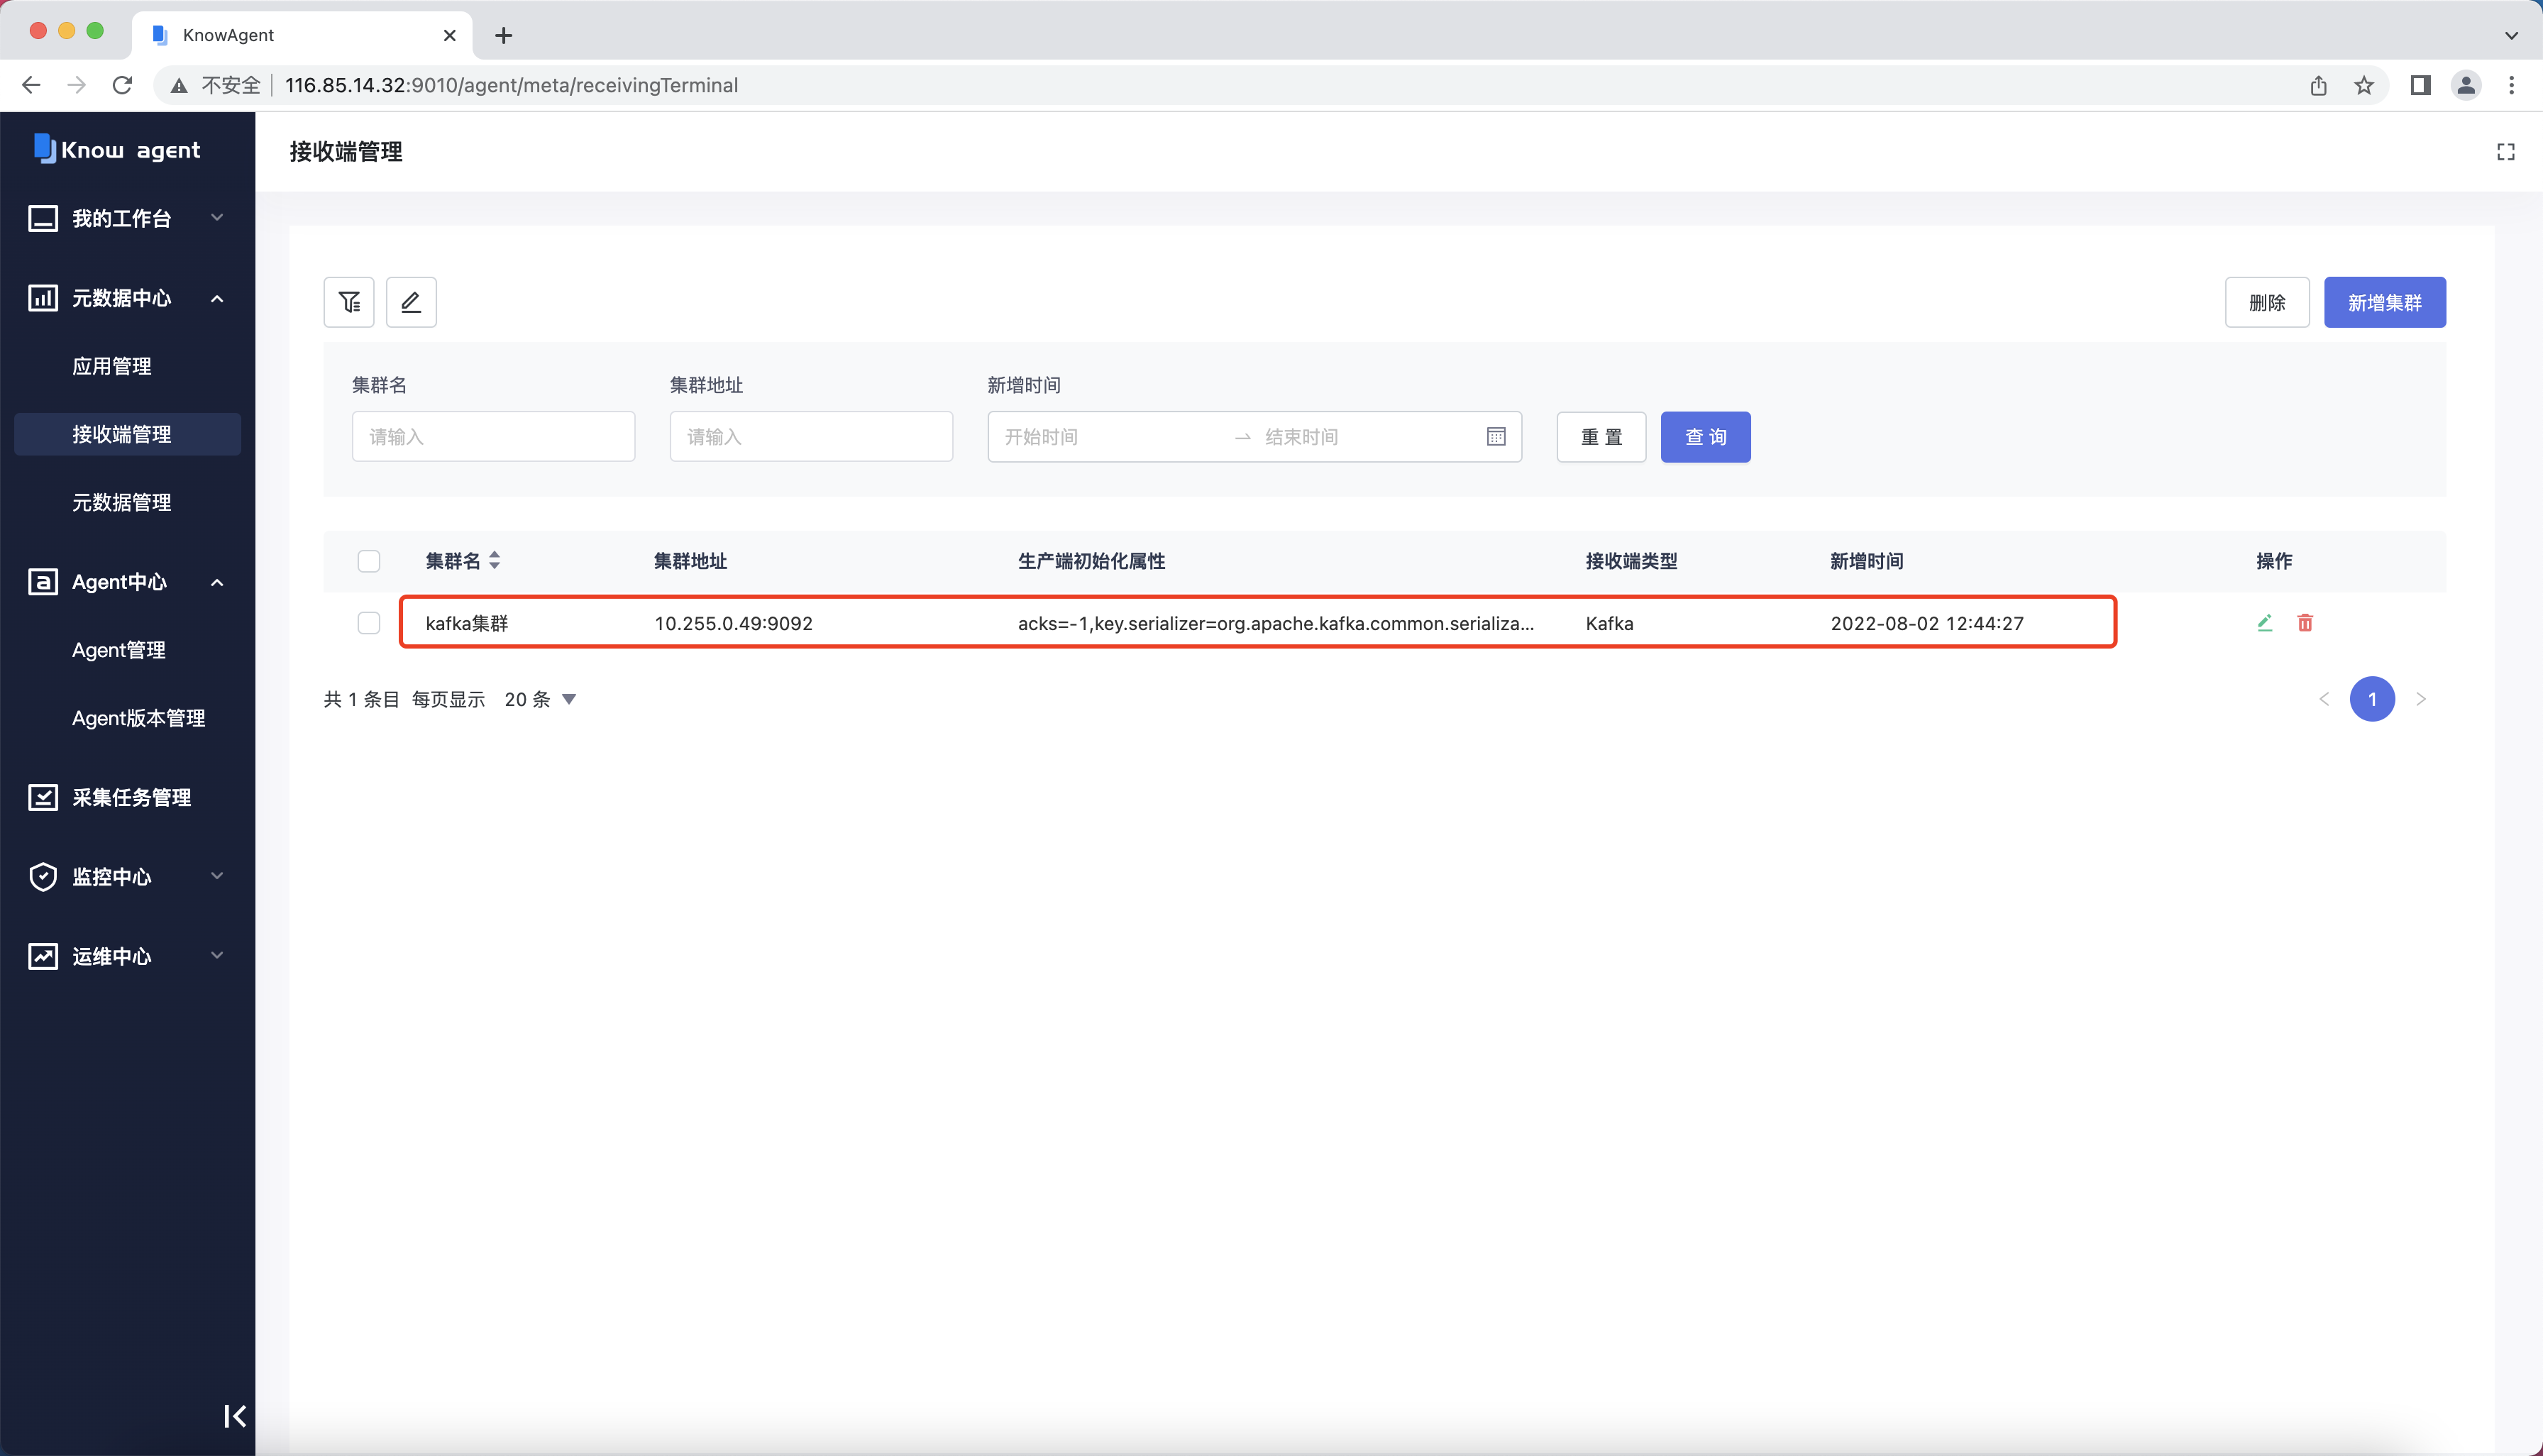 KnowAgent
不安全 116.85.14.32:9010/agent/meta/receivingTerminal
Know agent
我的工作台
元数据中心
应用管理
接收端管理
元数据管理
Agent中心
Agent管理
Agent版本管理
采集任务管理
监控中心
运维中心
接收端管理
删除 新增集群
集群名 集群地址 新增时间
请输入 请输入 开始时间 结束时间 重 置 查 询
集群名 集群地址 生产端初始化属性 接收端类型 新增时间 操作
kafka集群 10.255.0.49:9092 acks=-1,key.serializer=org.apache.kafka.common.serializa... Kafka 2022-08-02 12:44:27
共 1 条目 每页显示 20 条 1